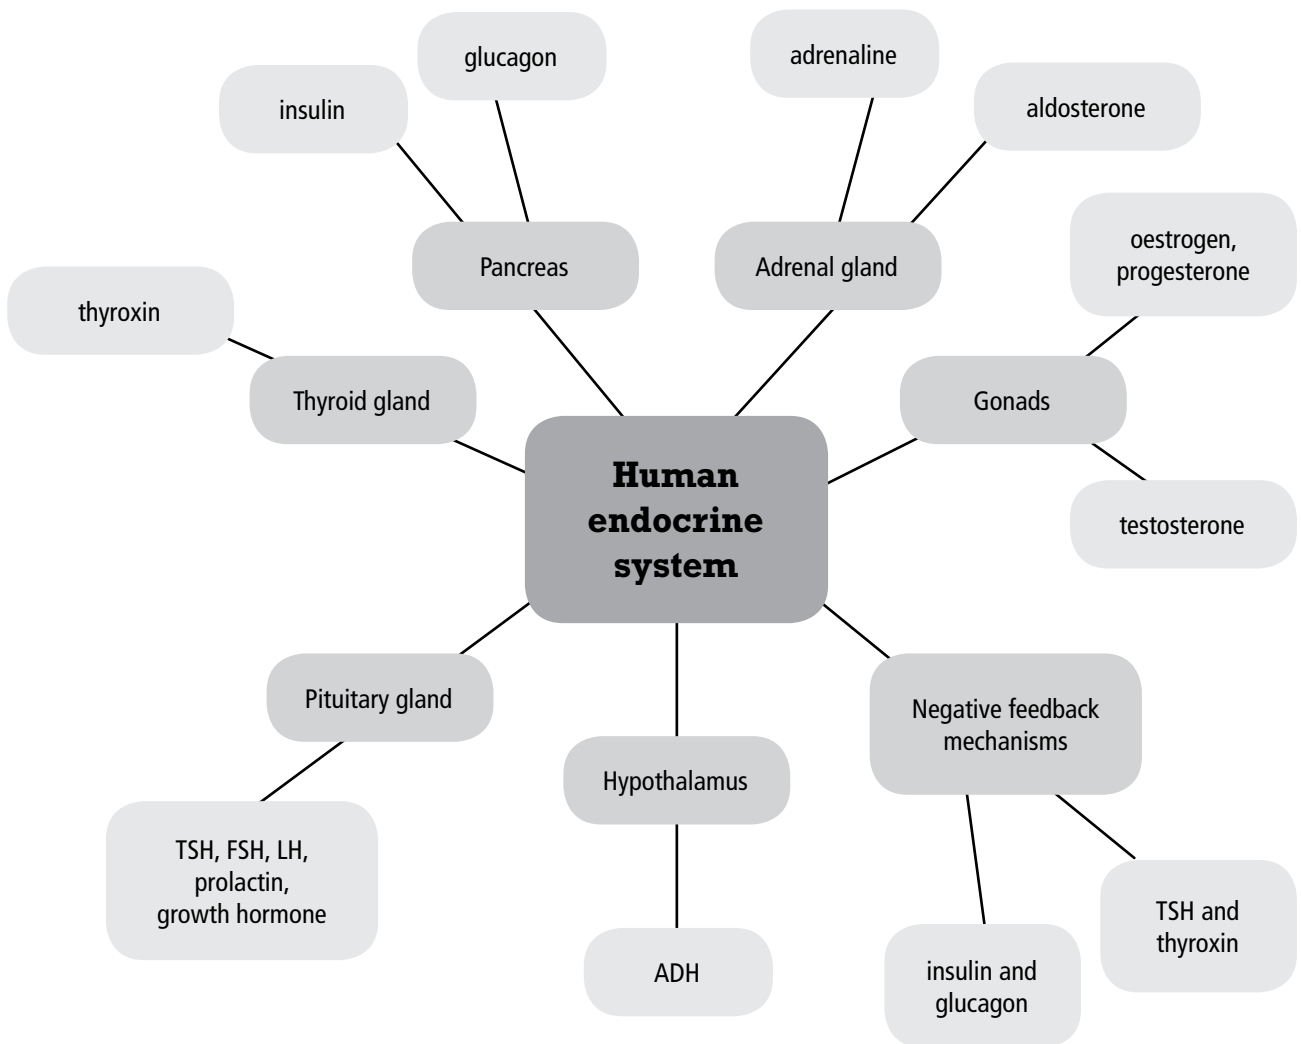 glucagon
adrenaline
insulin
aldosterone
oestrogen,
progesterone
Pancreas
Adrenal gland
thyroxin
Thyroid gland
Gonads
Human
endocrine
system
testosterone
Pituitary gland
Negative feedback
mechanisms
Hypothalamus
TSH, FSH, LH,
prolactin,
growth hormone
TSH and
thyroxin
ADH
insulin and
glucagon